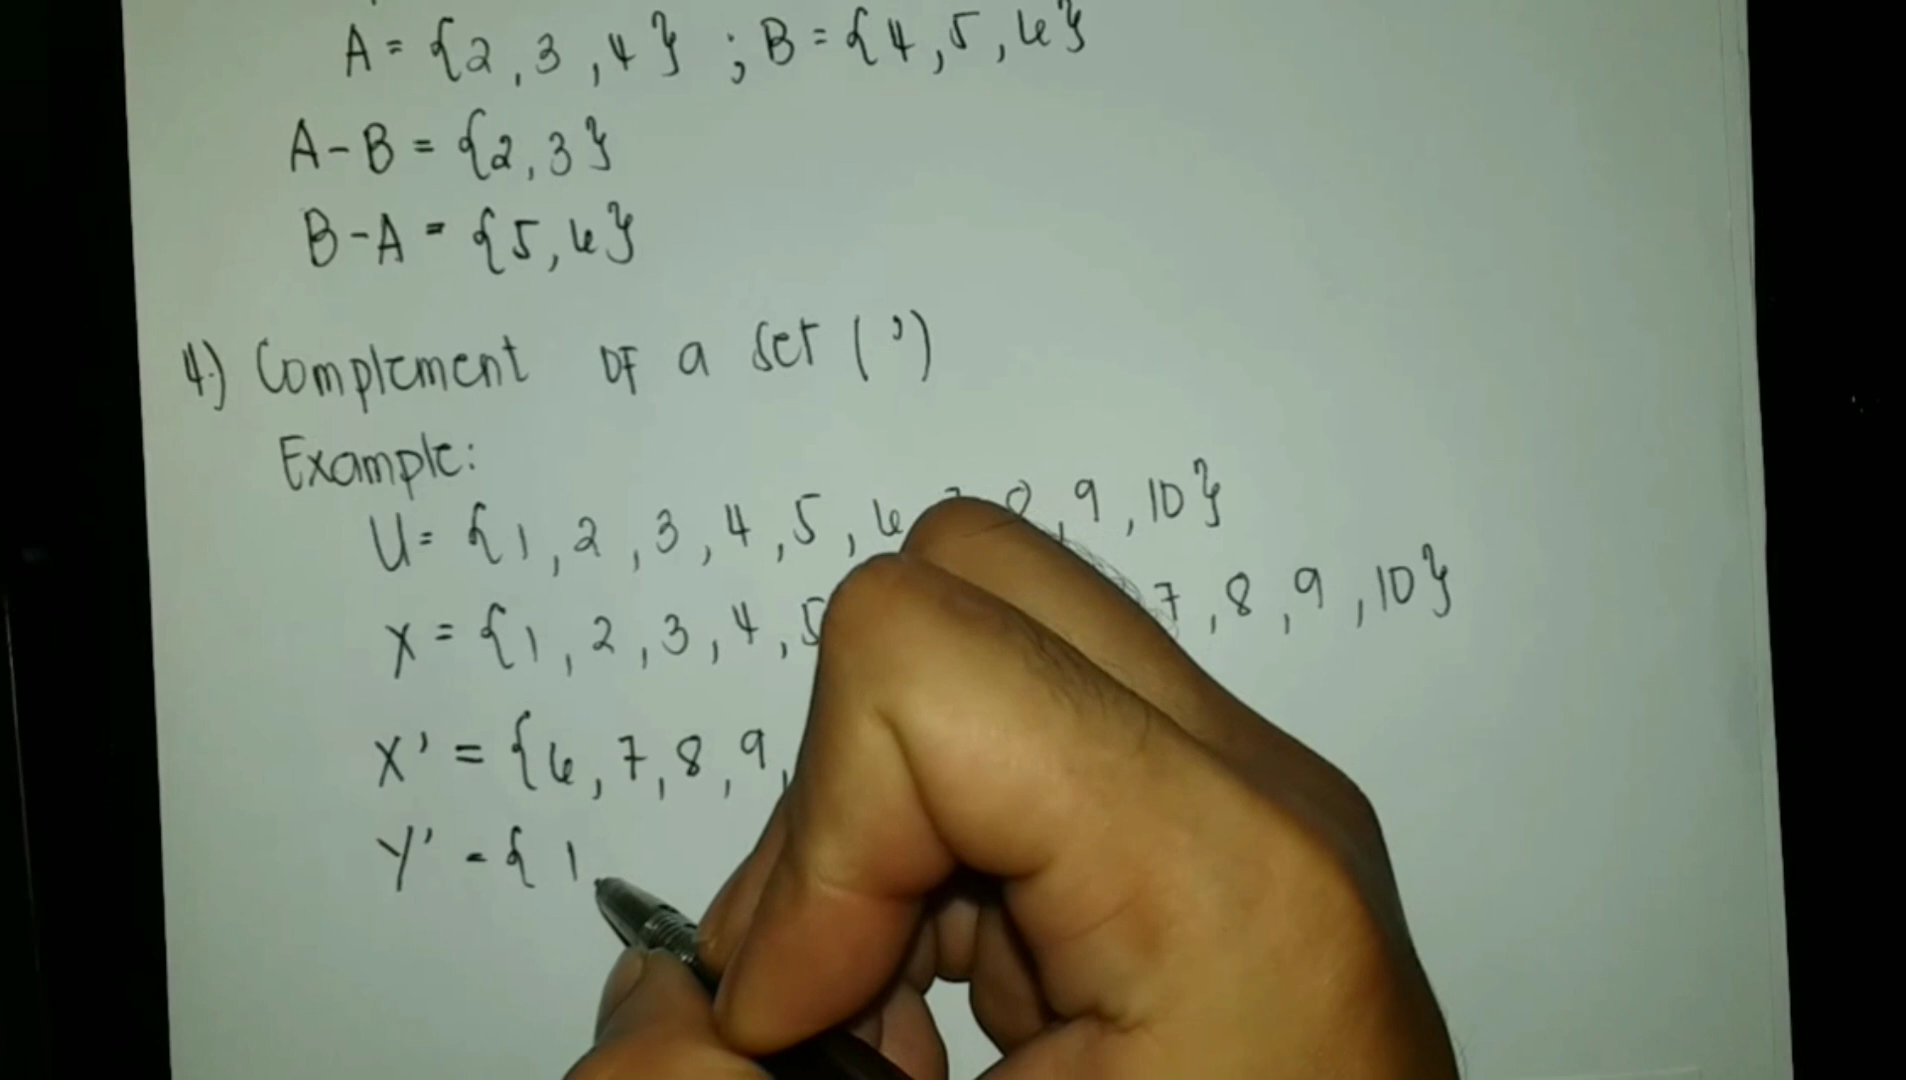 A = {2, 3, 4} ; B = {4, 5, 6}
A - B = {2, 3}
B - A = {5, 6}
4.) Complement of a set (')
Example:
U = {1, 2, 3, 4, 5, 6, 9, 10}
X = {1, 2, 3, 4, 5 7, 8, 9, 10}
X' = {6, 7, 8, 9,
Y' = { 1